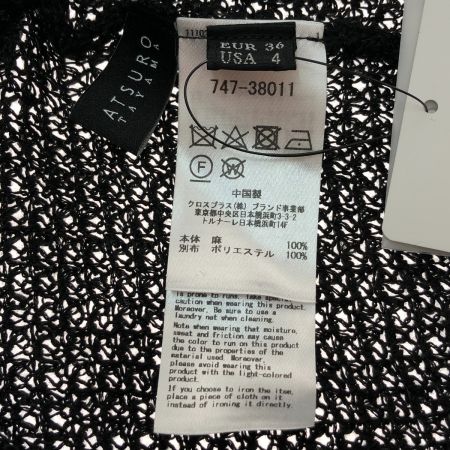 ATSURO
TAYAMA
EUR 36
USA 4
747-38011
中国製
クロスプラス(株) ブランド事業部
東京都中央区日本橋浜町3-3-2
トルナーレ日本橋浜町14F
本体 麻 100%
別布 ポリエステル 100%
is prone to runs, take special
caution when wearing this product.
Moreover, Be sure to use a
laundry net when cleaning.
Note when wearing that moisture,
sweat and friction may cause
the color to run on this product
due to the properties of the
material used. Moreover,
please avoid wearing this
product with the light-colored
product.
If you choose to iron the item,
place a piece of cloth on it
instead of ironing it directly.